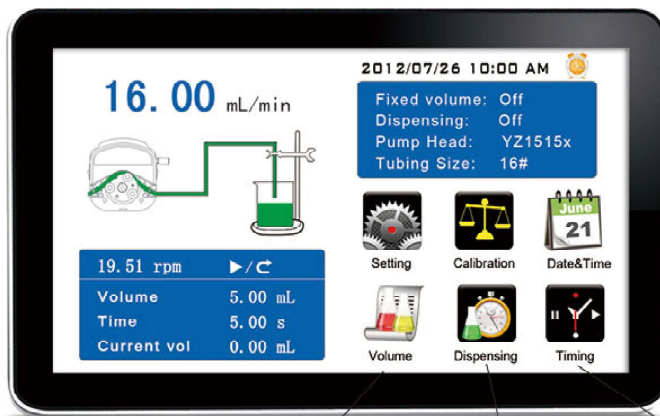 2012/07/26 10:00 AM
16.00 mL/min
Fixed volume: Off
Dispensing: Off
Pump Head: YZ1515x
Tubing Size: 16#
June
21
Setting
Calibration
Date&Time
19.51 rpm ▶/↻
Volume 5.00 mL
Time 5.00 s
Current vol 0.00 mL
Volume
Dispensing
Timing